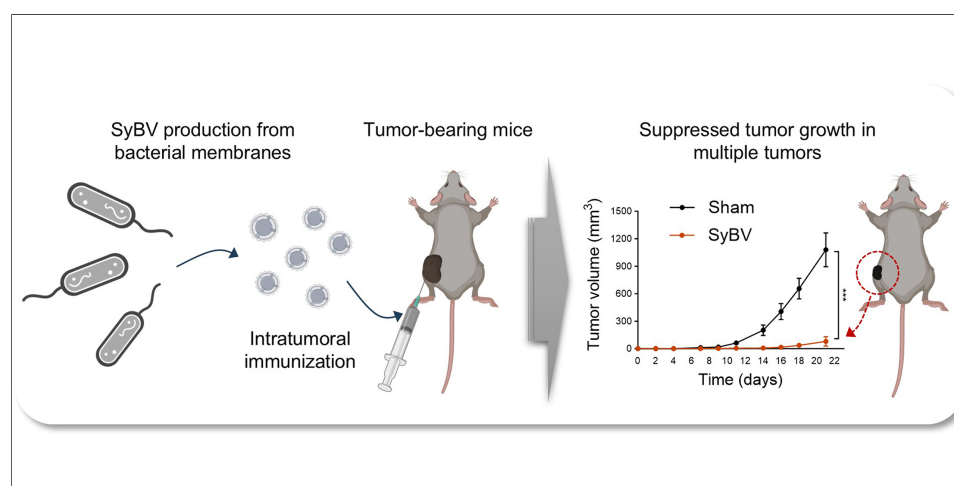 SyBV production from
bacterial membranes
Tumor-bearing mice
Intratumoral
immunization
Suppressed tumor growth in
multiple tumors
Tumor volume (mm³)
1500
1200
900
600
300
0
Sham
SyBV
***
0 2 4 6 8 10 12 14 16 18 20 22
Time (days)